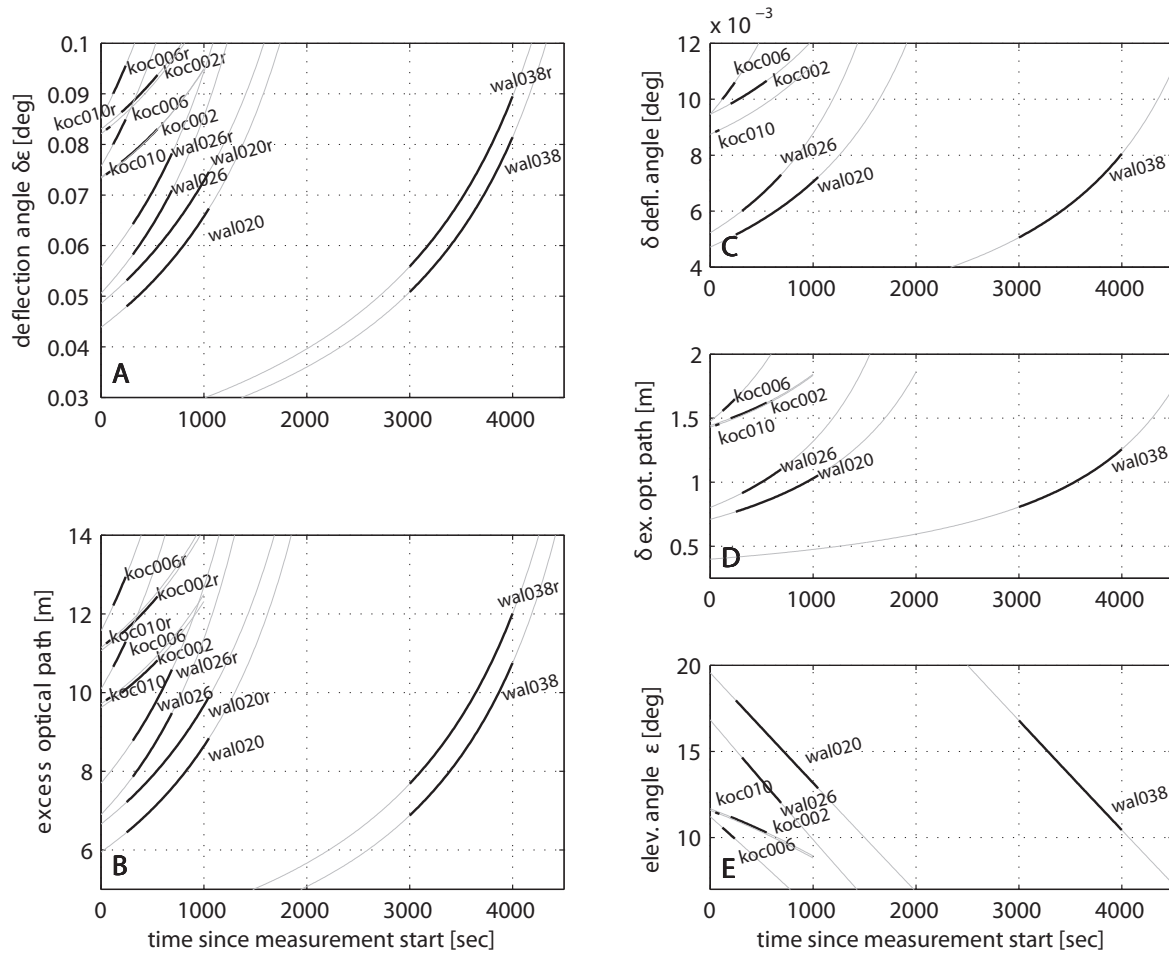 0.1
0.09
0.08
0.07
0.06
0.05
0.04
0.03
deflection angle δε [deg]
koc006r
koc002r
koc010r
koc006
koc002
koc010
wal026r
wal020r
wal026
wal020
wal038r
wal038
A
0
1000
2000
3000
4000
14
12
10
8
6
excess optical path [m]
koc006r
koc002r
koc010r
koc006
koc002
koc010
wal026r
wal026
wal020r
wal020
wal038r
wal038
B
0
1000
2000
3000
4000
time since measurement start [sec]
x 10 −3
12
10
8
6
4
δ defl. angle [deg]
koc006
koc002
koc010
wal026
wal020
wal038
C
0
1000
2000
3000
4000
2
1.5
1
0.5
δ ex. opt. path [m]
koc006
koc002
koc010
wal026
wal020
wal038
D
0
1000
2000
3000
4000
20
15
10
elev. angle ε [deg]
wal020
koc010
wal026
koc002
koc006
wal038
E
0
1000
2000
3000
4000
time since measurement start [sec]